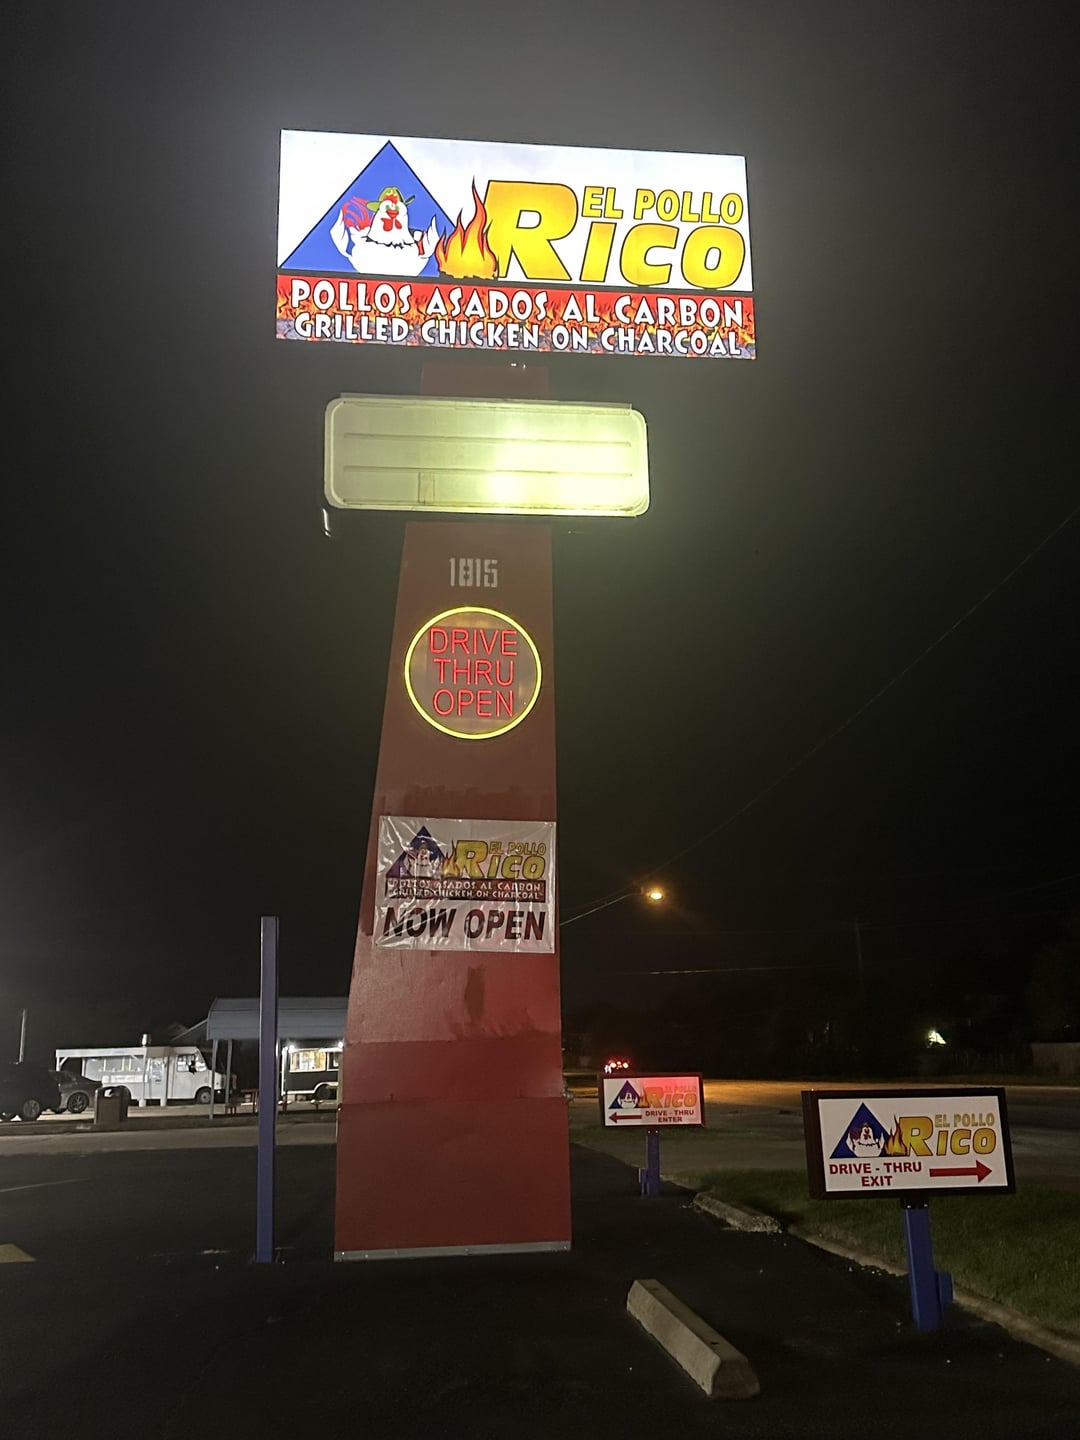 EL POLLO
RICO
POLLOS ASADOS AL CARBON
GRILLED CHICKEN ON CHARCOAL
1815
DRIVE
THRU
OPEN
EL POLLO
RICO
POLLOS ASADOS AL CARBON
GRILLED CHICKEN ON CHARCOAL
NOW OPEN
EL POLLO
RICO
DRIVE - THRU
ENTER
EL POLLO
RICO
DRIVE - THRU
EXIT